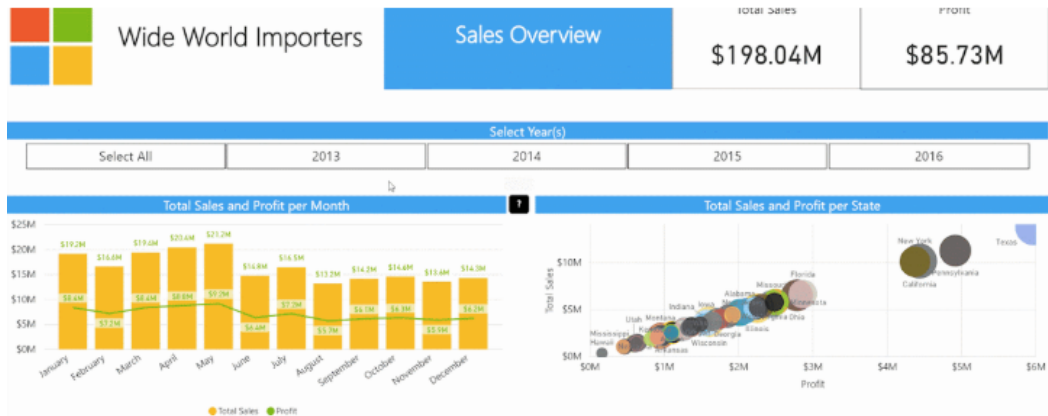 Wide World Importers
Sales Overview
Total Sales
Profit
$198.04M
$85.73M
Select Year(s)
Select All
2013
2014
2015
2016
Total Sales and Profit per Month
?
Total Sales and Profit per State
$25M
$20M
$15M
$10M
$5M
$0M
$19.2M
$16.6M
$19.4M
$20.4M
$21.2M
$14.8M
$16.5M
$13.2M
$14.2M
$14.6M
$13.6M
$14.3M
$8.4M
$7.2M
$8.4M
$8.8M
$9.2M
$6.4M
$7.2M
$5.7M
$6.1M
$6.3M
$5.9M
$6.2M
January
February
March
April
May
June
July
August
September
October
November
December
Total Sales
Profit
Total Sales
$10M
$5M
$0M
New York
Texas
Pennsylvania
California
Florida
Missouri
Alabama
Minnesota
Indiana
Iowa
Ohio
Illinois
Georgia
Wisconsin
Utah
Montana
Mississippi
Hawaii
Arkansas
$0M
$1M
$2M
$3M
$4M
$5M
$6M
Profit